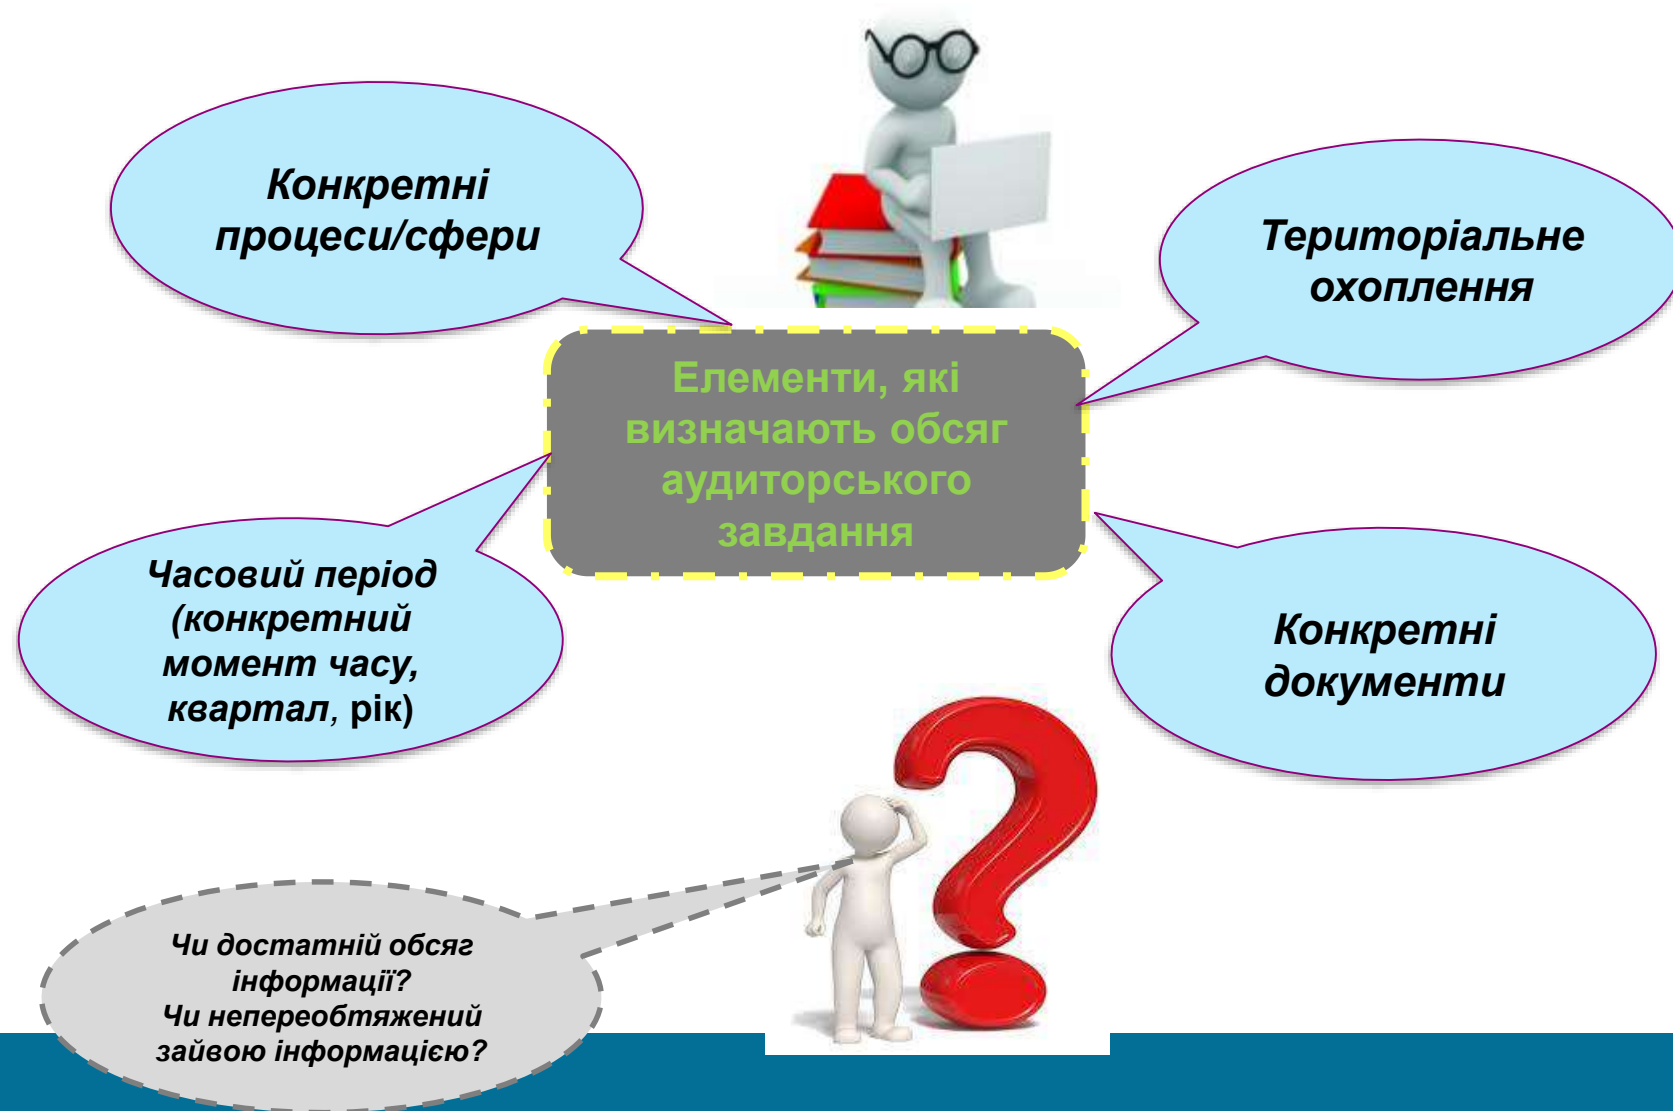 Конкретні
процеси/сфери
Територіальне
охоплення
Елементи, які
визначають обсяг
аудиторського
завдання
Часовий період
(конкретний
момент часу,
квартал, рік)
Конкретні
документи
Чи достатній обсяг
інформації?
Чи непереобтяжений
зайвою інформацією?